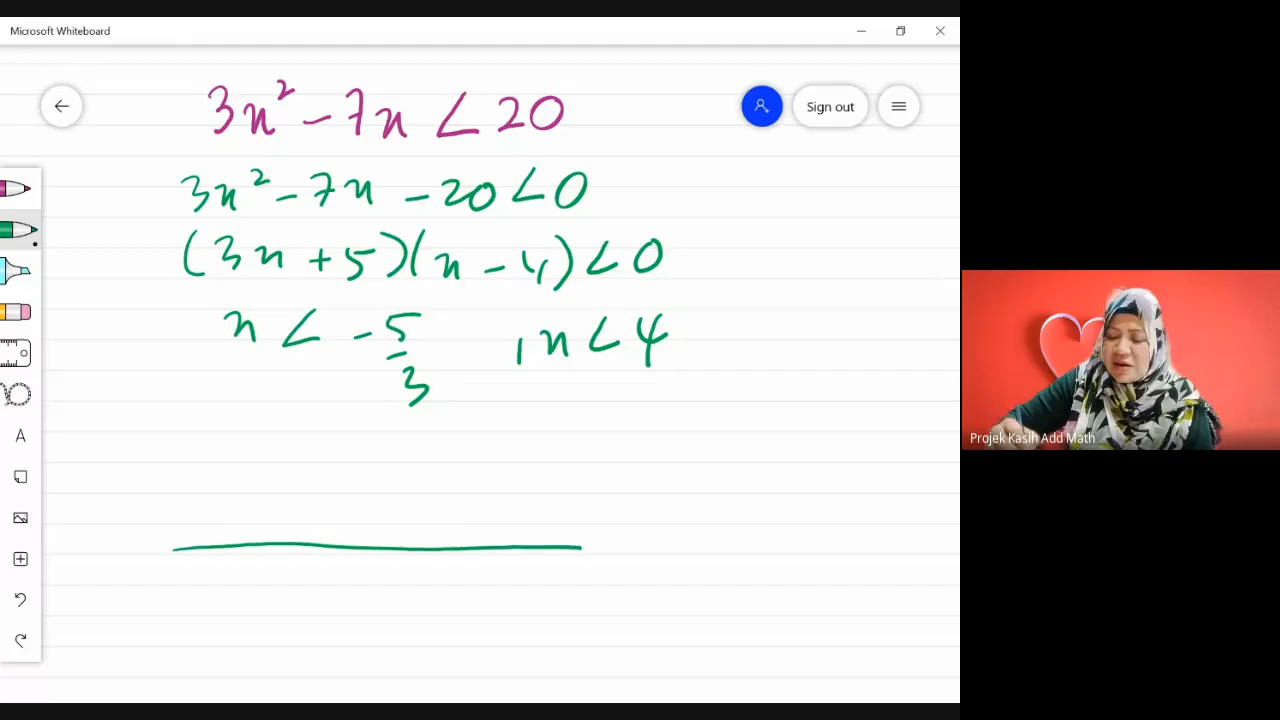 Microsoft Whiteboard
3x² - 7x < 20
Sign out
3x² - 7x - 20 < 0
(3x + 5)(x - 4) < 0
x < -5/3 , x < 4
A
Projek Kasih Add Math